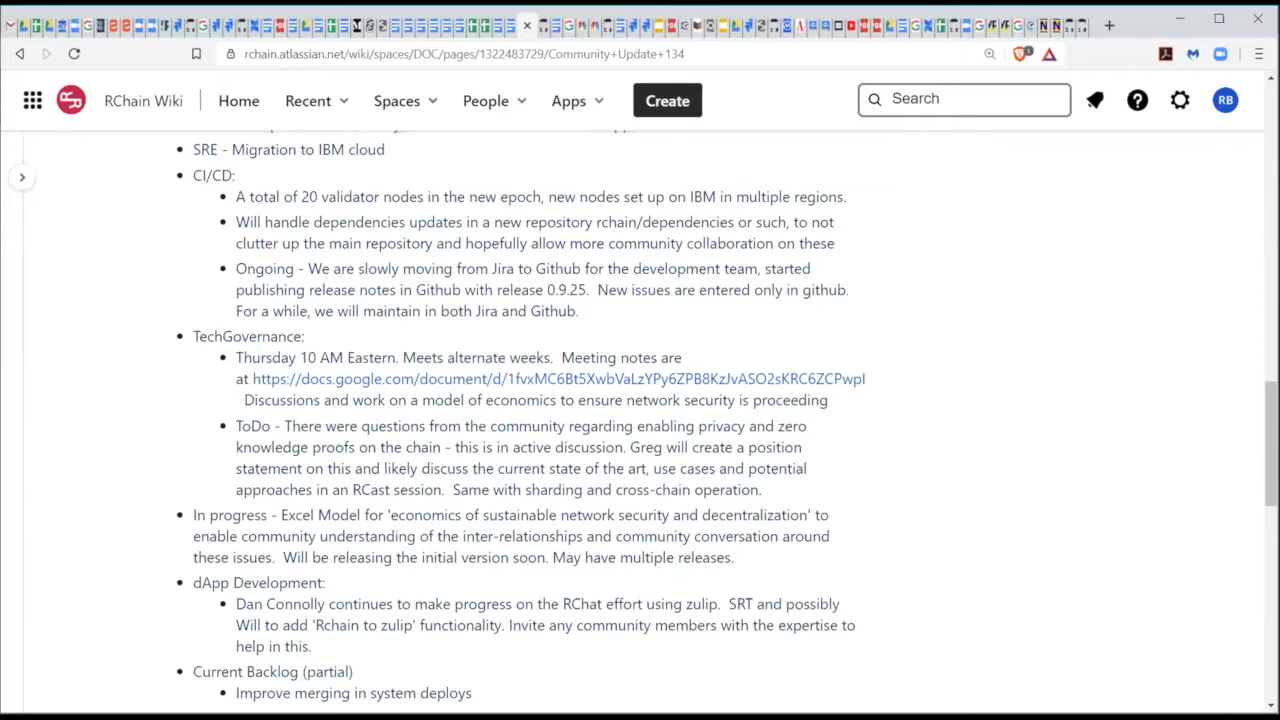 rchain.atlassian.net/wiki/spaces/DOC/pages/1322483729/Community+Update+134
RChain Wiki
Home
Recent
Spaces
People
Apps
Create
Search
RB
SRE - Migration to IBM cloud
CI/CD:
A total of 20 validator nodes in the new epoch, new nodes set up on IBM in multiple regions.
Will handle dependencies updates in a new repository rchain/dependencies or such, to not
clutter up the main repository and hopefully allow more community collaboration on these
Ongoing - We are slowly moving from Jira to Github for the development team, started
publishing release notes in Github with release 0.9.25.  New issues are entered only in github.
For a while, we will maintain in both Jira and Github.
TechGovernance:
Thursday 10 AM Eastern. Meets alternate weeks.  Meeting notes are
at https://docs.google.com/document/d/1fvxMC6Bt5XwbVaLzYPy6ZPB8KzJvASO2sKRC6ZCPwpI
Discussions and work on a model of economics to ensure network security is proceeding
ToDo - There were questions from the community regarding enabling privacy and zero
knowledge proofs on the chain - this is in active discussion. Greg will create a position
statement on this and likely discuss the current state of the art, use cases and potential
approaches in an RCast session.  Same with sharding and cross-chain operation.
In progress - Excel Model for 'economics of sustainable network security and decentralization' to
enable community understanding of the inter-relationships and community conversation around
these issues.  Will be releasing the initial version soon. May have multiple releases.
dApp Development:
Dan Connolly continues to make progress on the RChat effort using zulip.  SRT and possibly
Will to add 'Rchain to zulip' functionality. Invite any community members with the expertise to
help in this.
Current Backlog (partial)
Improve merging in system deploys